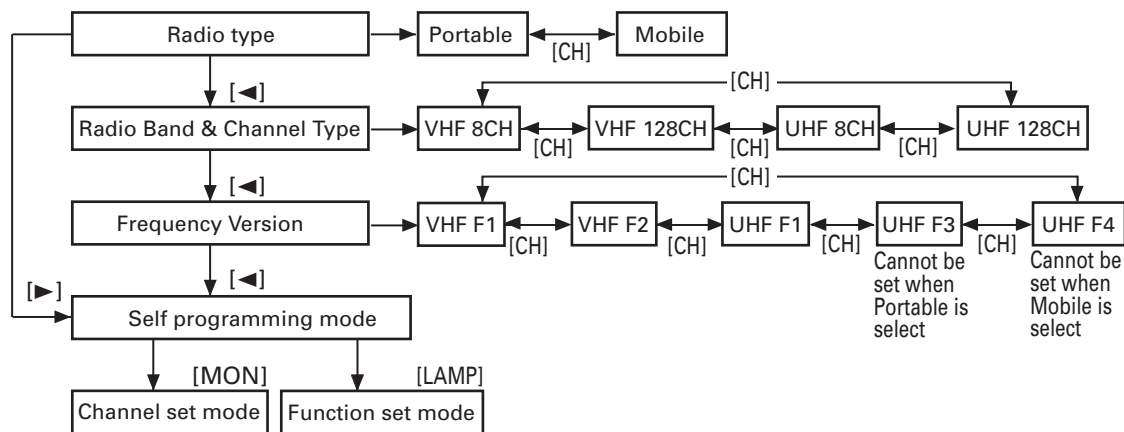 Radio type
Portable
[CH]
Mobile
[◄]
[CH]
Radio Band & Channel Type
VHF 8CH
[CH]
VHF 128CH
[CH]
UHF 8CH
[CH]
UHF 128CH
[◄]
[CH]
Frequency Version
VHF F1
[CH]
VHF F2
[CH]
UHF F1
[CH]
UHF F3
[CH]
UHF F4
Cannot be
set when
Portable is
select
Cannot be
set when
Mobile is
select
[►]
[◄]
Self programming mode
[MON]
[LAMP]
Channel set mode
Function set mode